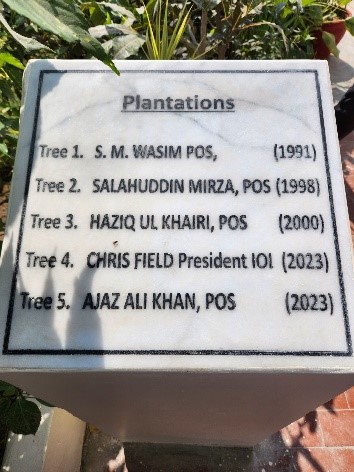 Plantations
Tree 1. S. M. WASIM POS, (1991)
Tree 2. SALAHUDDIN MIRZA, POS (1998)
Tree 3. HAZIQ UL KHAIRI, POS (2000)
Tree 4. CHRIS FIELD President IOI (2023)
Tree 5. AJAZ ALI KHAN, POS (2023)